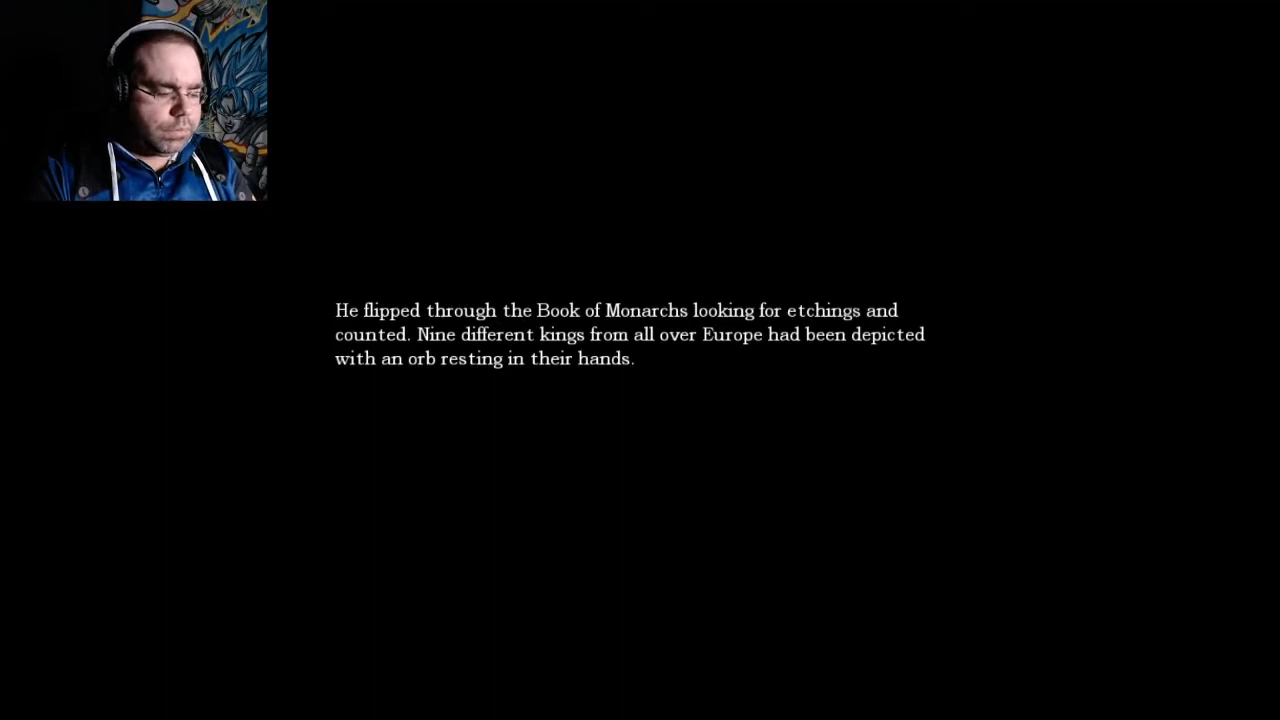 He flipped through the Book of Monarchs looking for etchings and
counted. Nine different kings from all over Europe had been depicted
with an orb resting in their hands.